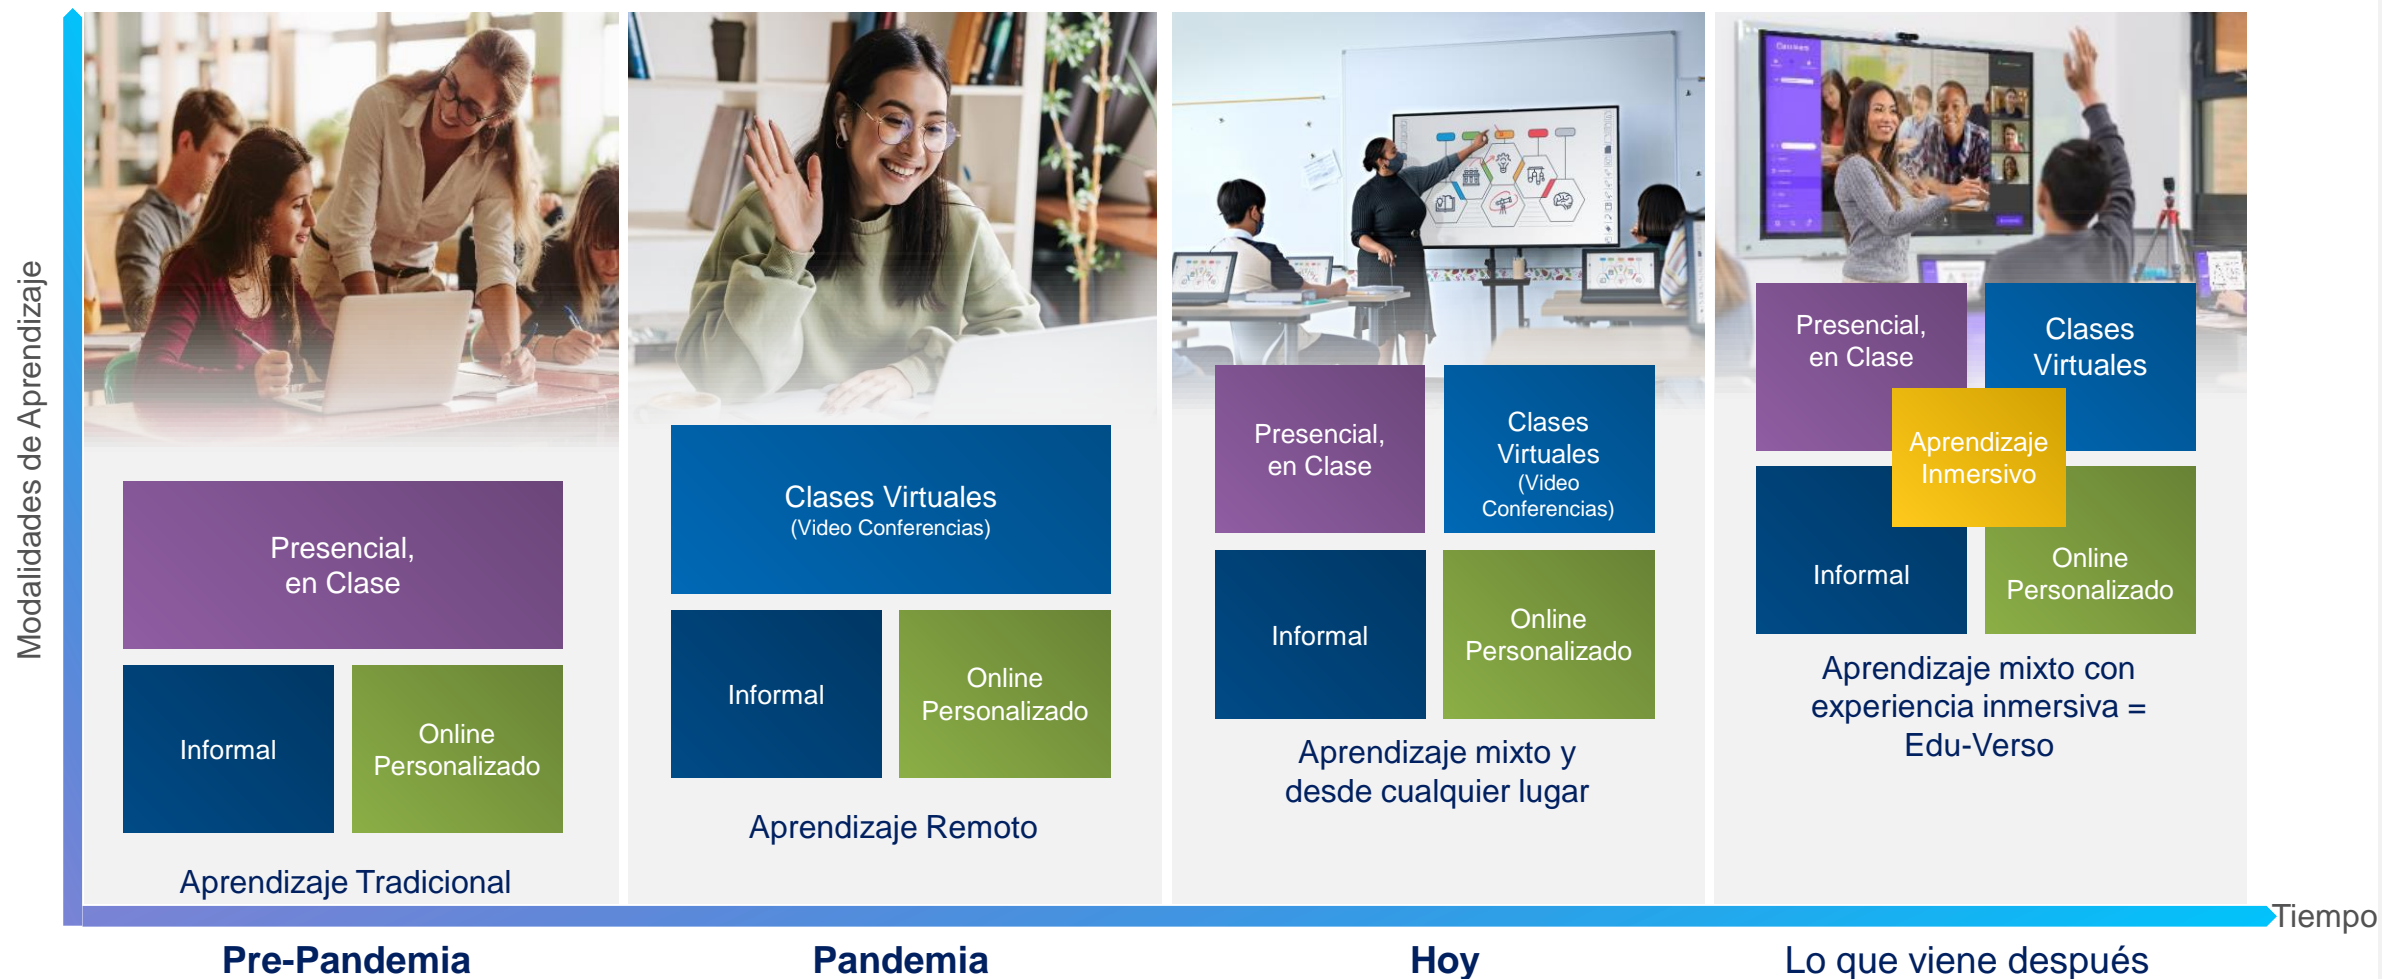 Modalidades de Aprendizaje
Presencial,
en Clase
Informal
Online
Personalizado
Aprendizaje Tradicional
Clases Virtuales
(Video Conferencias)
Informal
Online
Personalizado
Aprendizaje Remoto
Presencial,
en Clase
Clases
Virtuales
(Video
Conferencias)
Informal
Online
Personalizado
Aprendizaje mixto y
desde cualquier lugar
Presencial,
en Clase
Clases
Virtuales
Aprendizaje
Inmersivo
Informal
Online
Personalizado
Aprendizaje mixto con
experiencia inmersiva =
Edu-Verso
Tiempo
Pre-Pandemia
Pandemia
Hoy
Lo que viene después